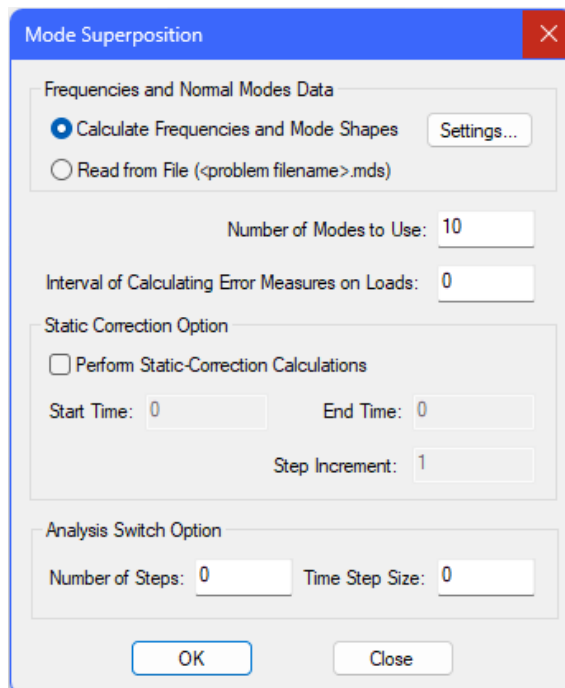 Mode Superposition
Frequencies and Normal Modes Data
Calculate Frequencies and Mode Shapes Settings...
Read from File (<problem filename>.mds)
Number of Modes to Use: 10
Interval of Calculating Error Measures on Loads: 0
Static Correction Option
Perform Static-Correction Calculations
Start Time: 0 End Time: 0
Step Increment: 1
Analysis Switch Option
Number of Steps: 0 Time Step Size: 0
OK Close